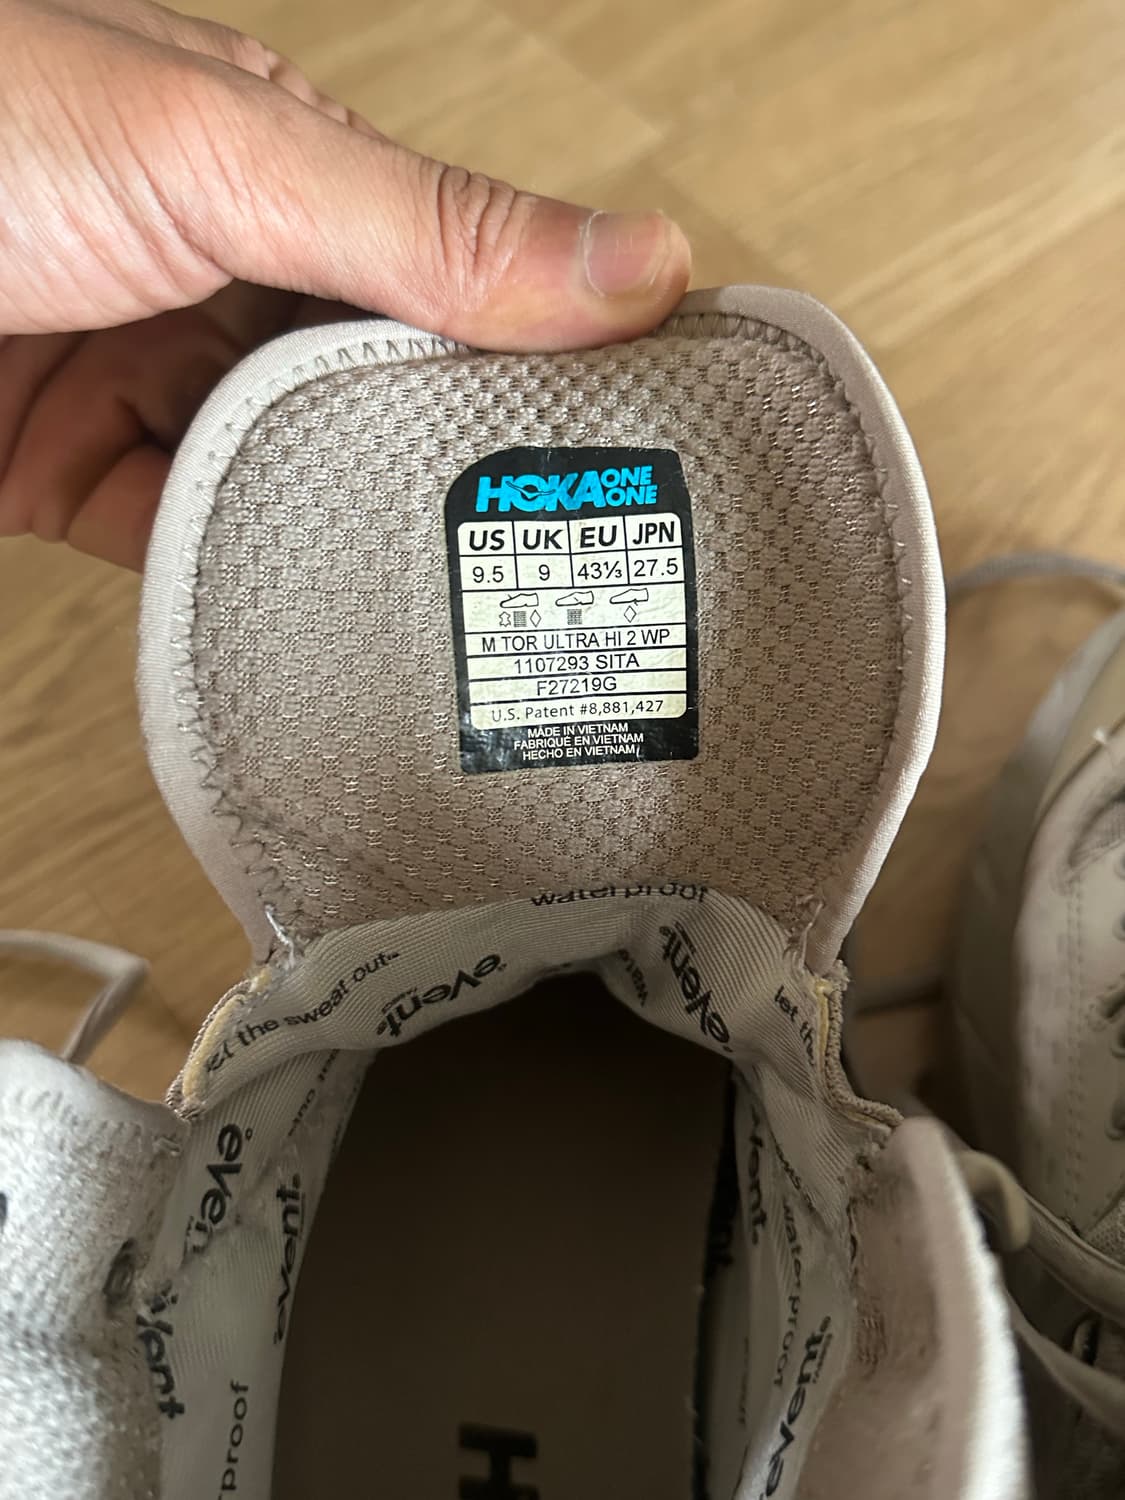 HOKA ONE ONE
US UK EU JPN
9.5 9 43⅓ 27.5
M TOR ULTRA HI 2 WP
1107293 SITA
F27219G
U.S. Patent #8,881,427
MADE IN VIETNAM
FABRIQUÉ EN VIETNAM
HECHO EN VIETNAM
waterproof
the sweat out.
eVent
eVent
let the
eVent
event
waterproof
event
proof
H